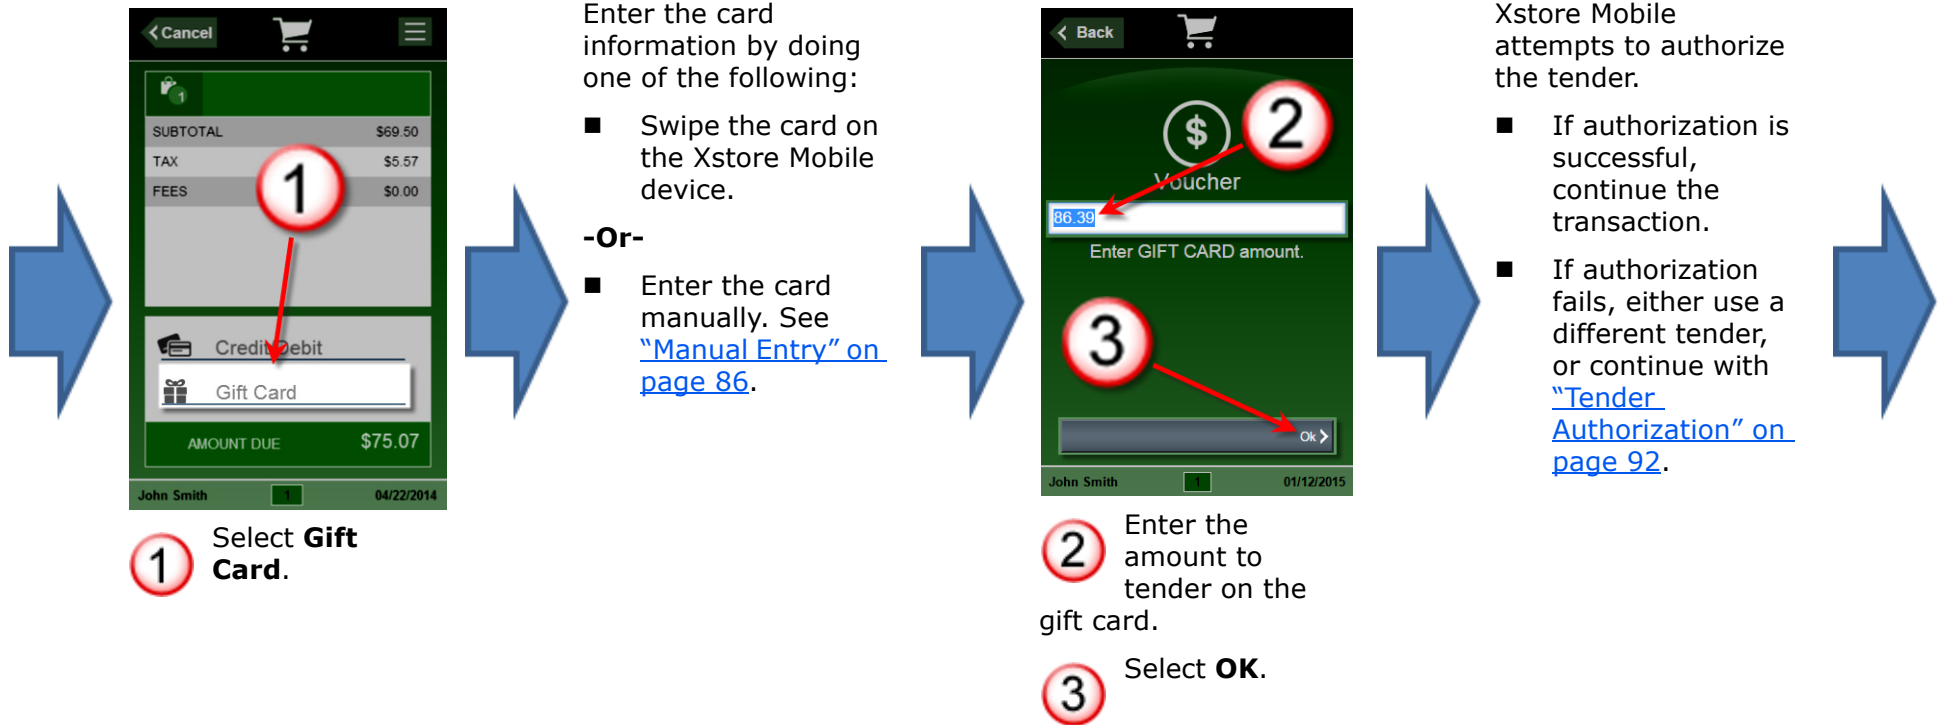 Cancel
1
SUBTOTAL $69.50
TAX $5.57
FEES $0.00
1
Credit/Debit
Gift Card
AMOUNT DUE $75.07
John Smith 1 04/22/2014
1 Select Gift
Card.
Enter the card
information by doing
one of the following:
■ Swipe the card on
the Xstore Mobile
device.
-Or-
■ Enter the card
manually. See
“Manual Entry” on
page 86.
Back
$
2
Voucher
86.39
Enter GIFT CARD amount.
3
Ok
John Smith 1 01/12/2015
2 Enter the
amount to
tender on the
gift card.
3 Select OK.
Xstore Mobile
attempts to authorize
the tender.
■ If authorization is
successful,
continue the
transaction.
■ If authorization
fails, either use a
different tender,
or continue with
“Tender
Authorization” on
page 92.